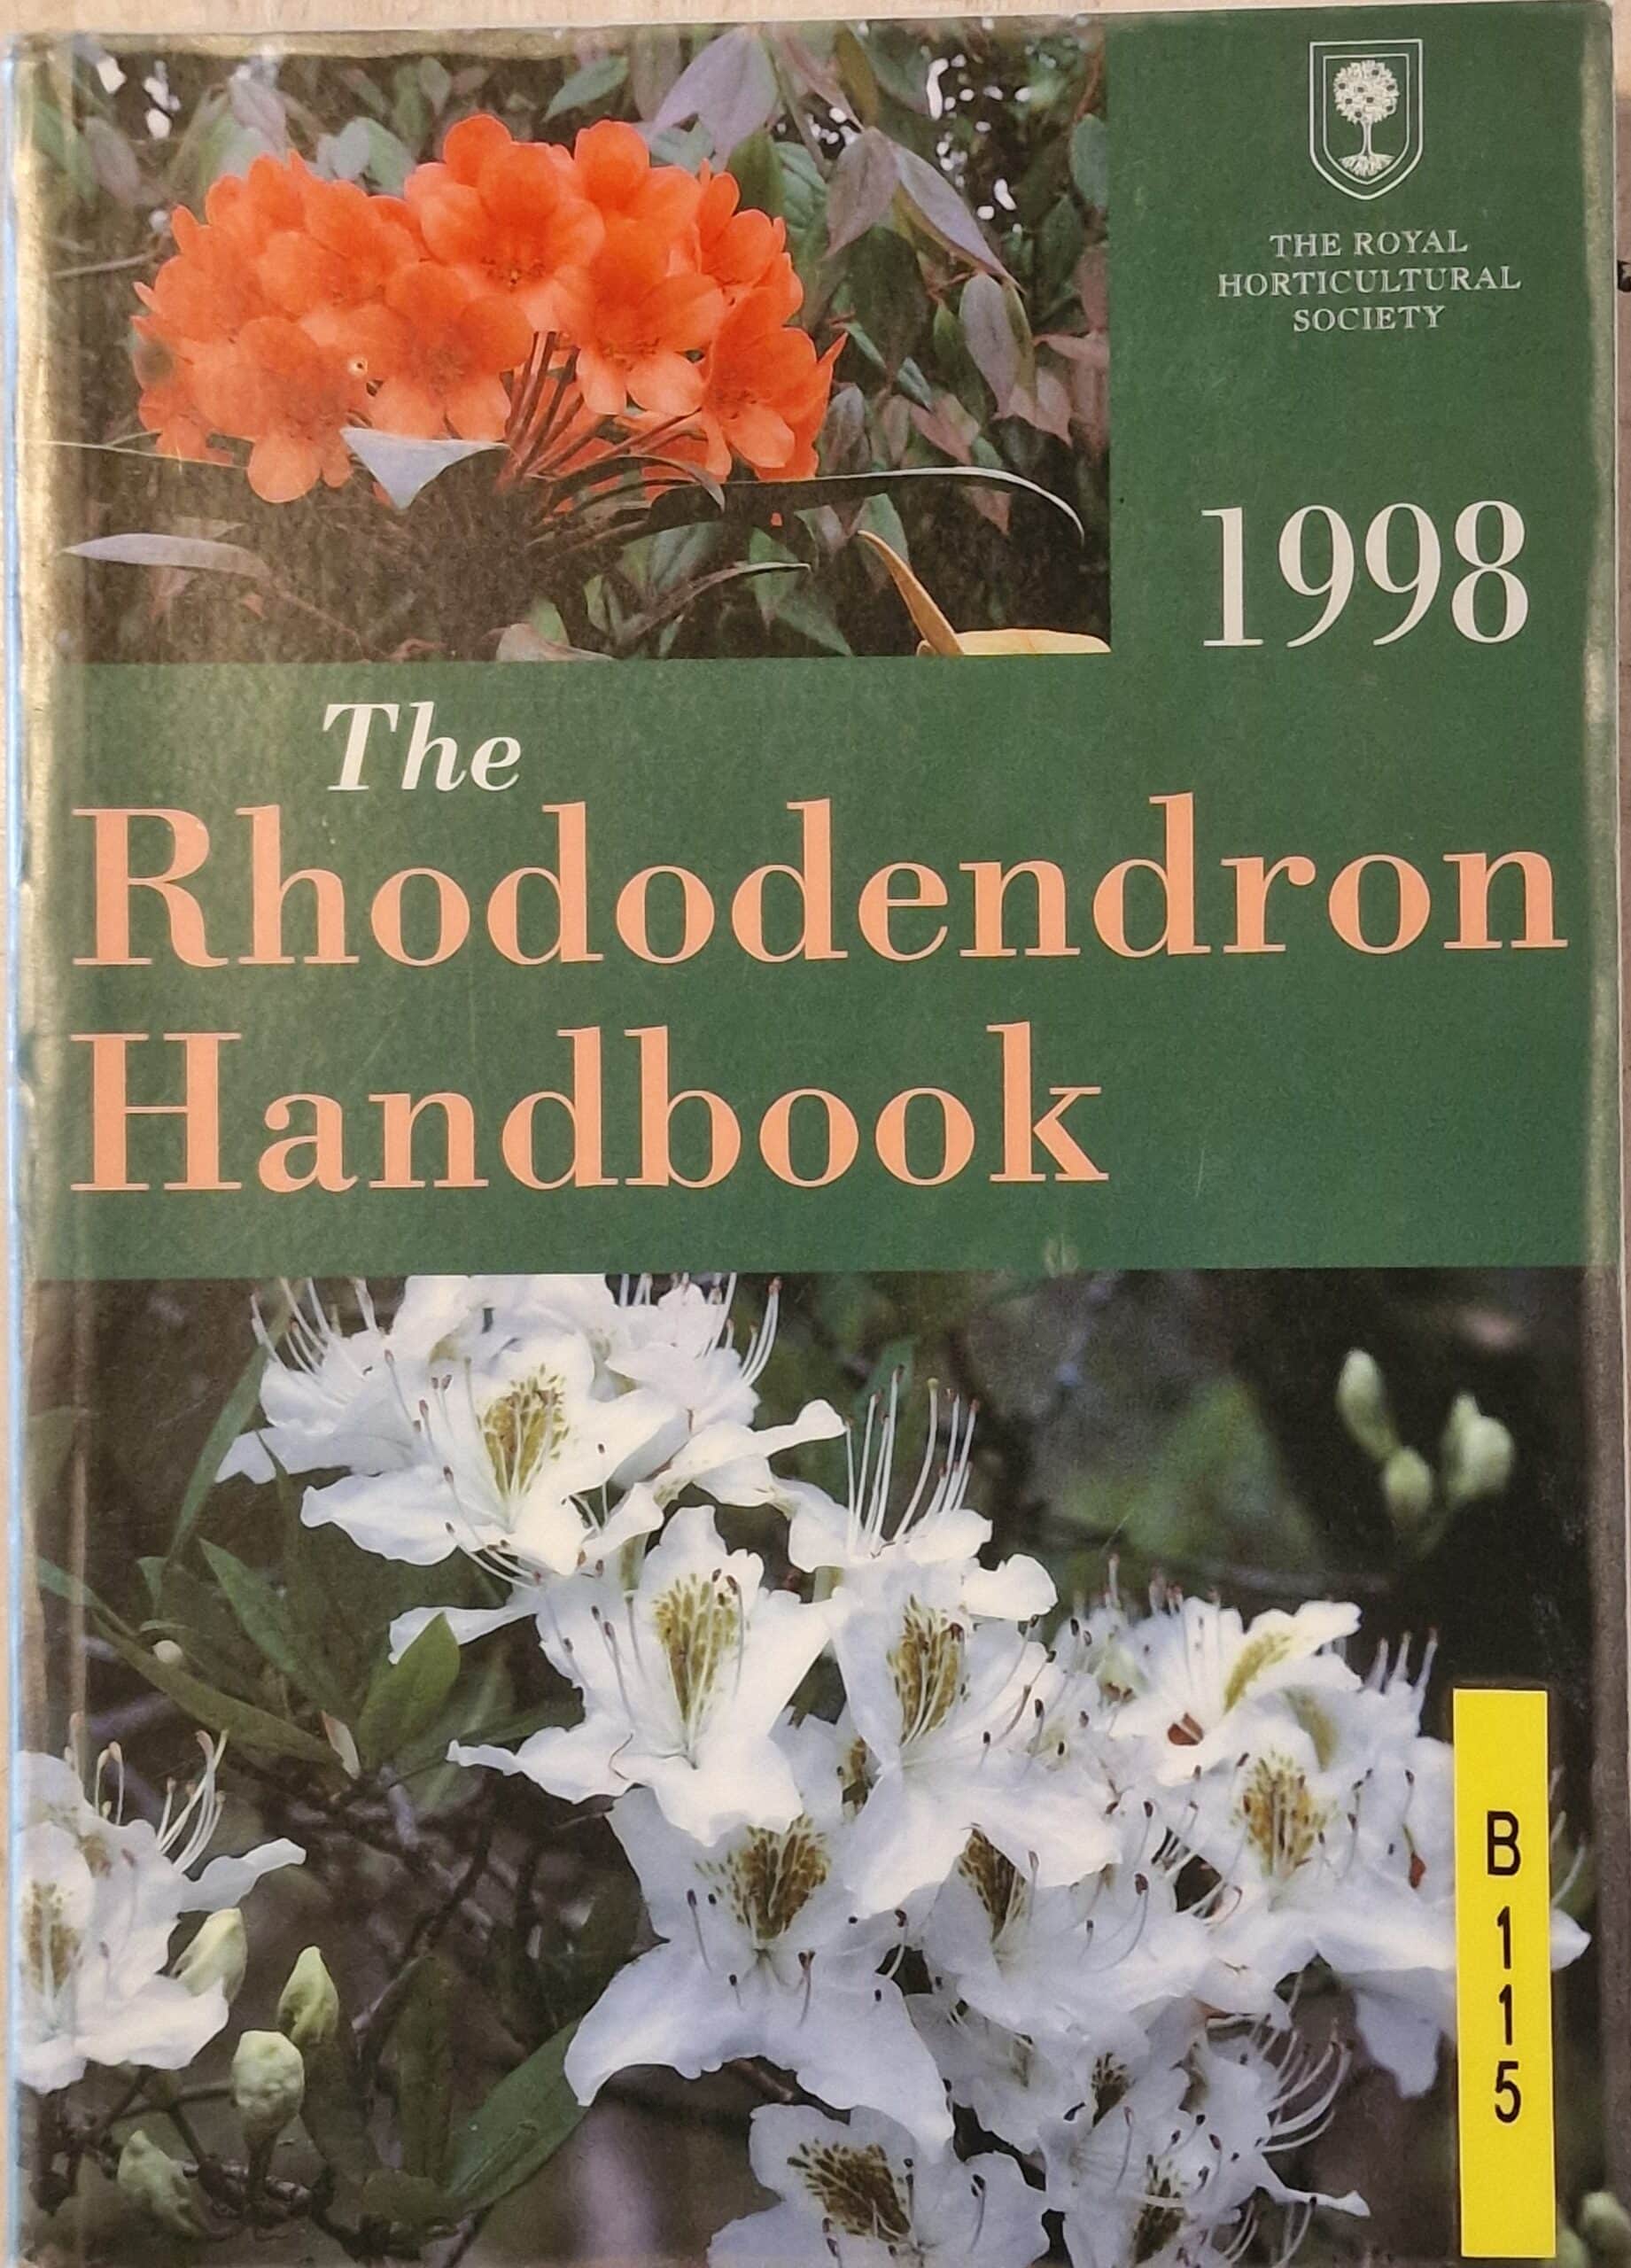 THE ROYAL
HORTICULTURAL
SOCIETY
1998
The
Rhododendron
Handbook
B
1
1
5